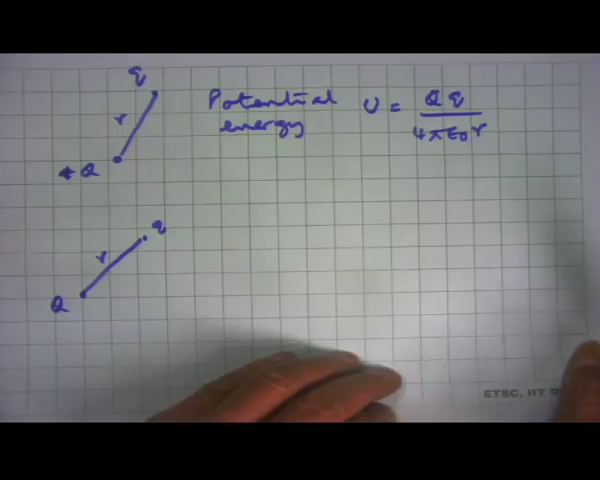 q
r
+Q
Potential energy U = Qq / 4πε₀r
q
r
Q
ETSC, IIT